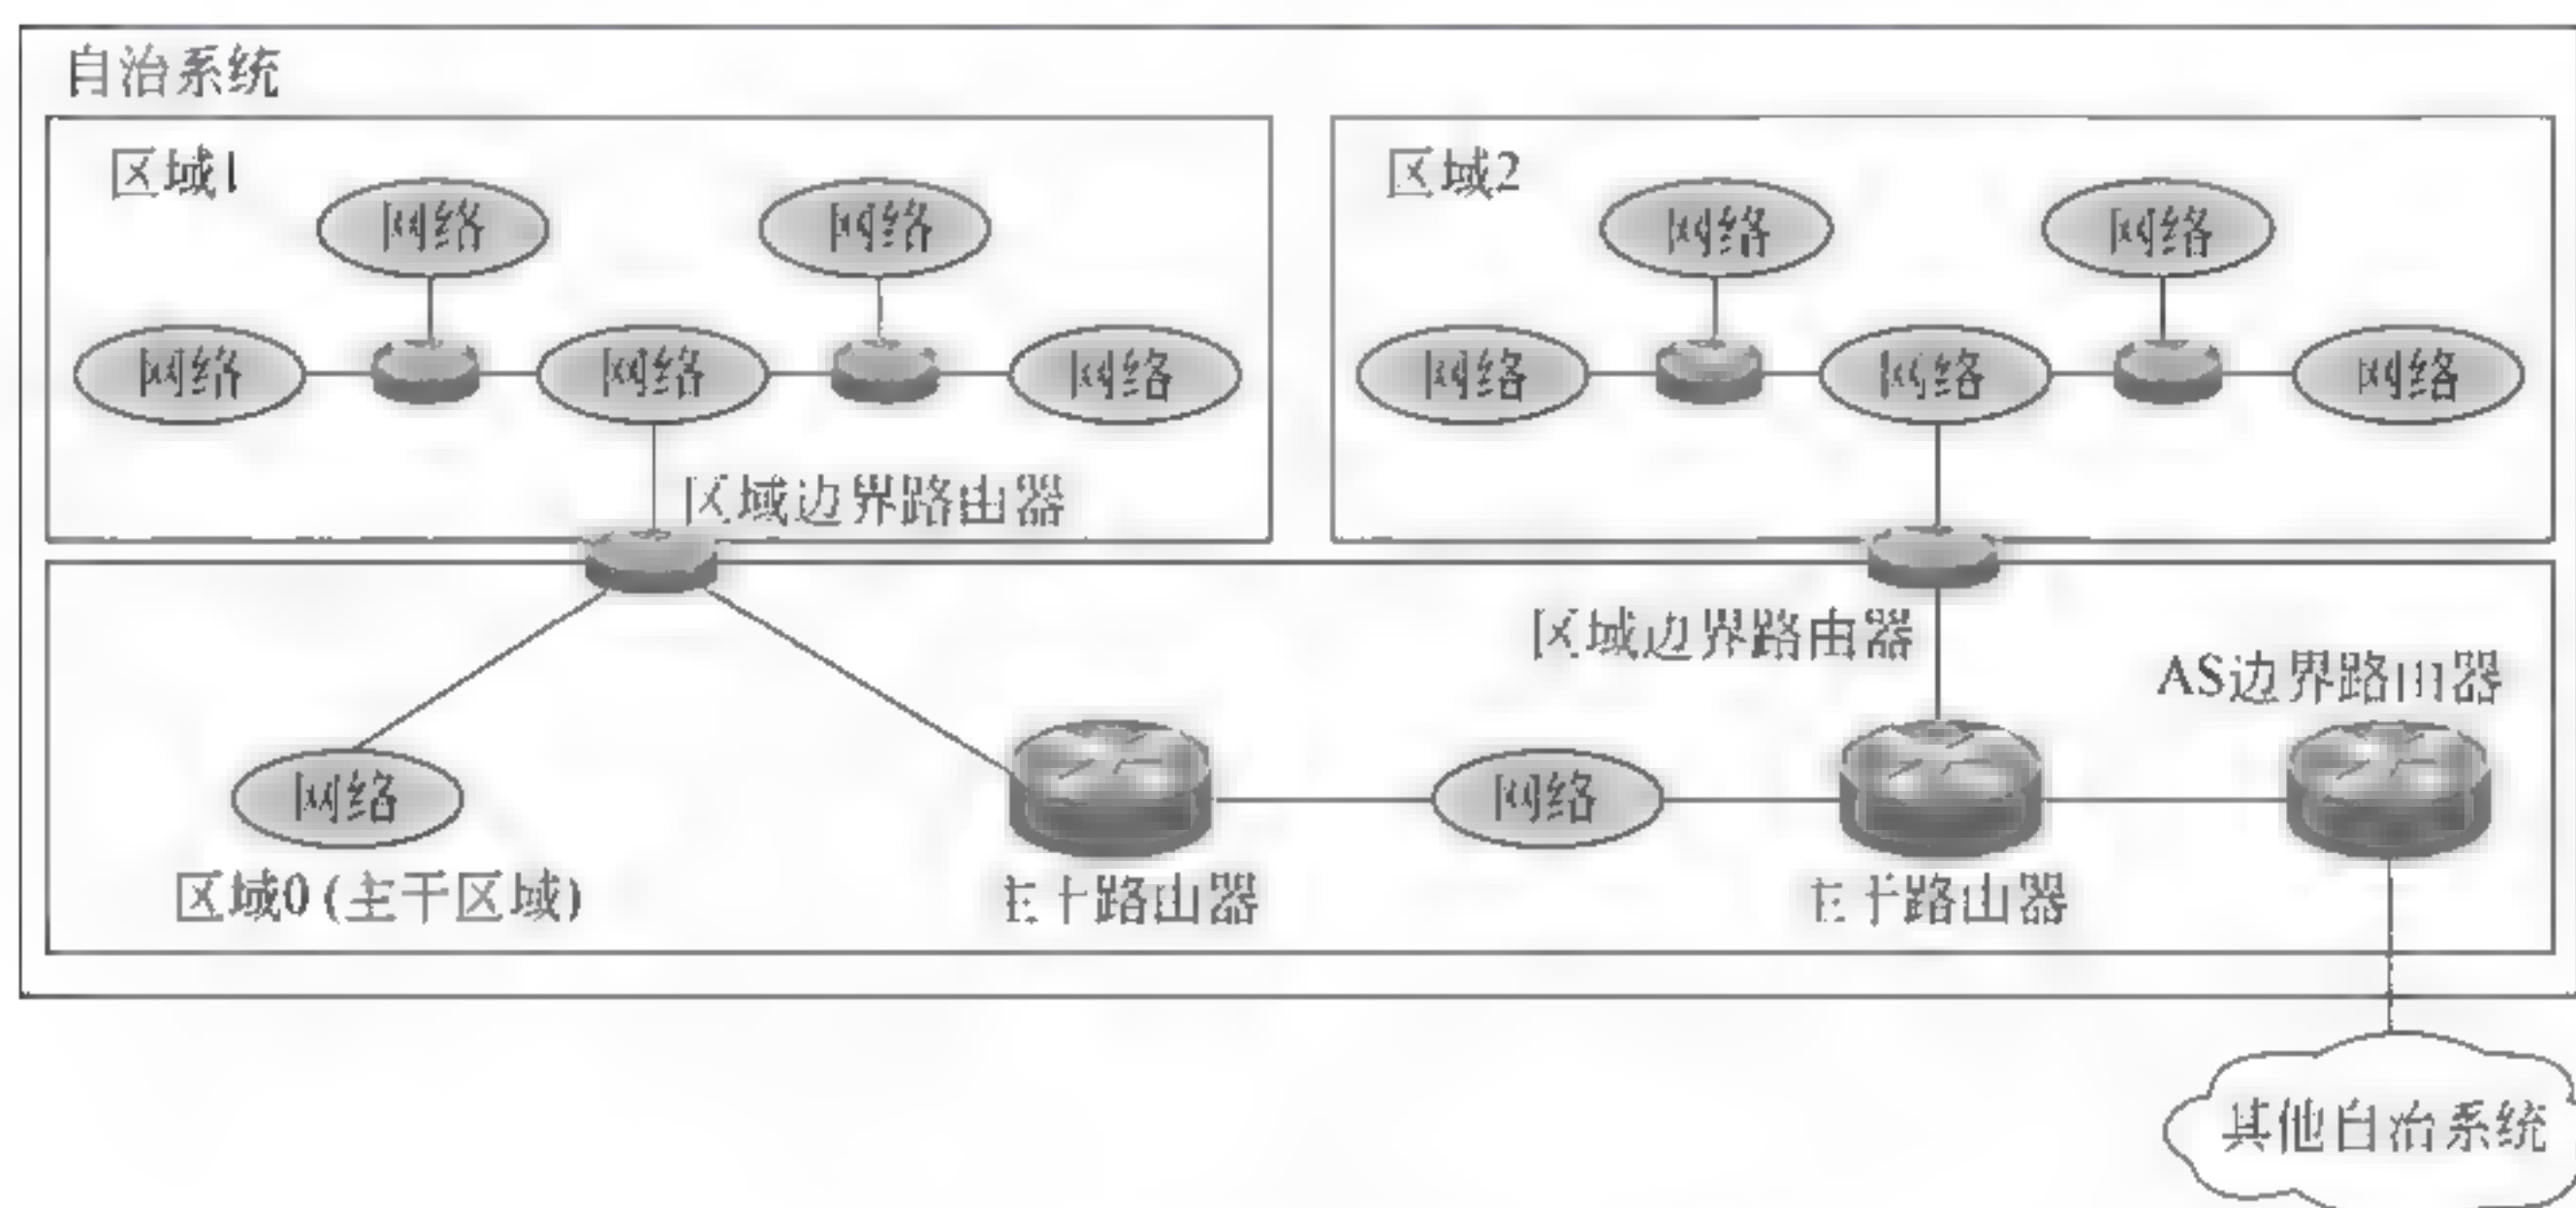 自治系统
区域1
区域2
网络
网络
网络
网络
网络
网络
网络
网络
网络
网络
区域边界路由器
区域边界路由器
AS边界路由器
网络
网络
区域0 (主干区域)
主干路由器
主干路由器
其他自治系统